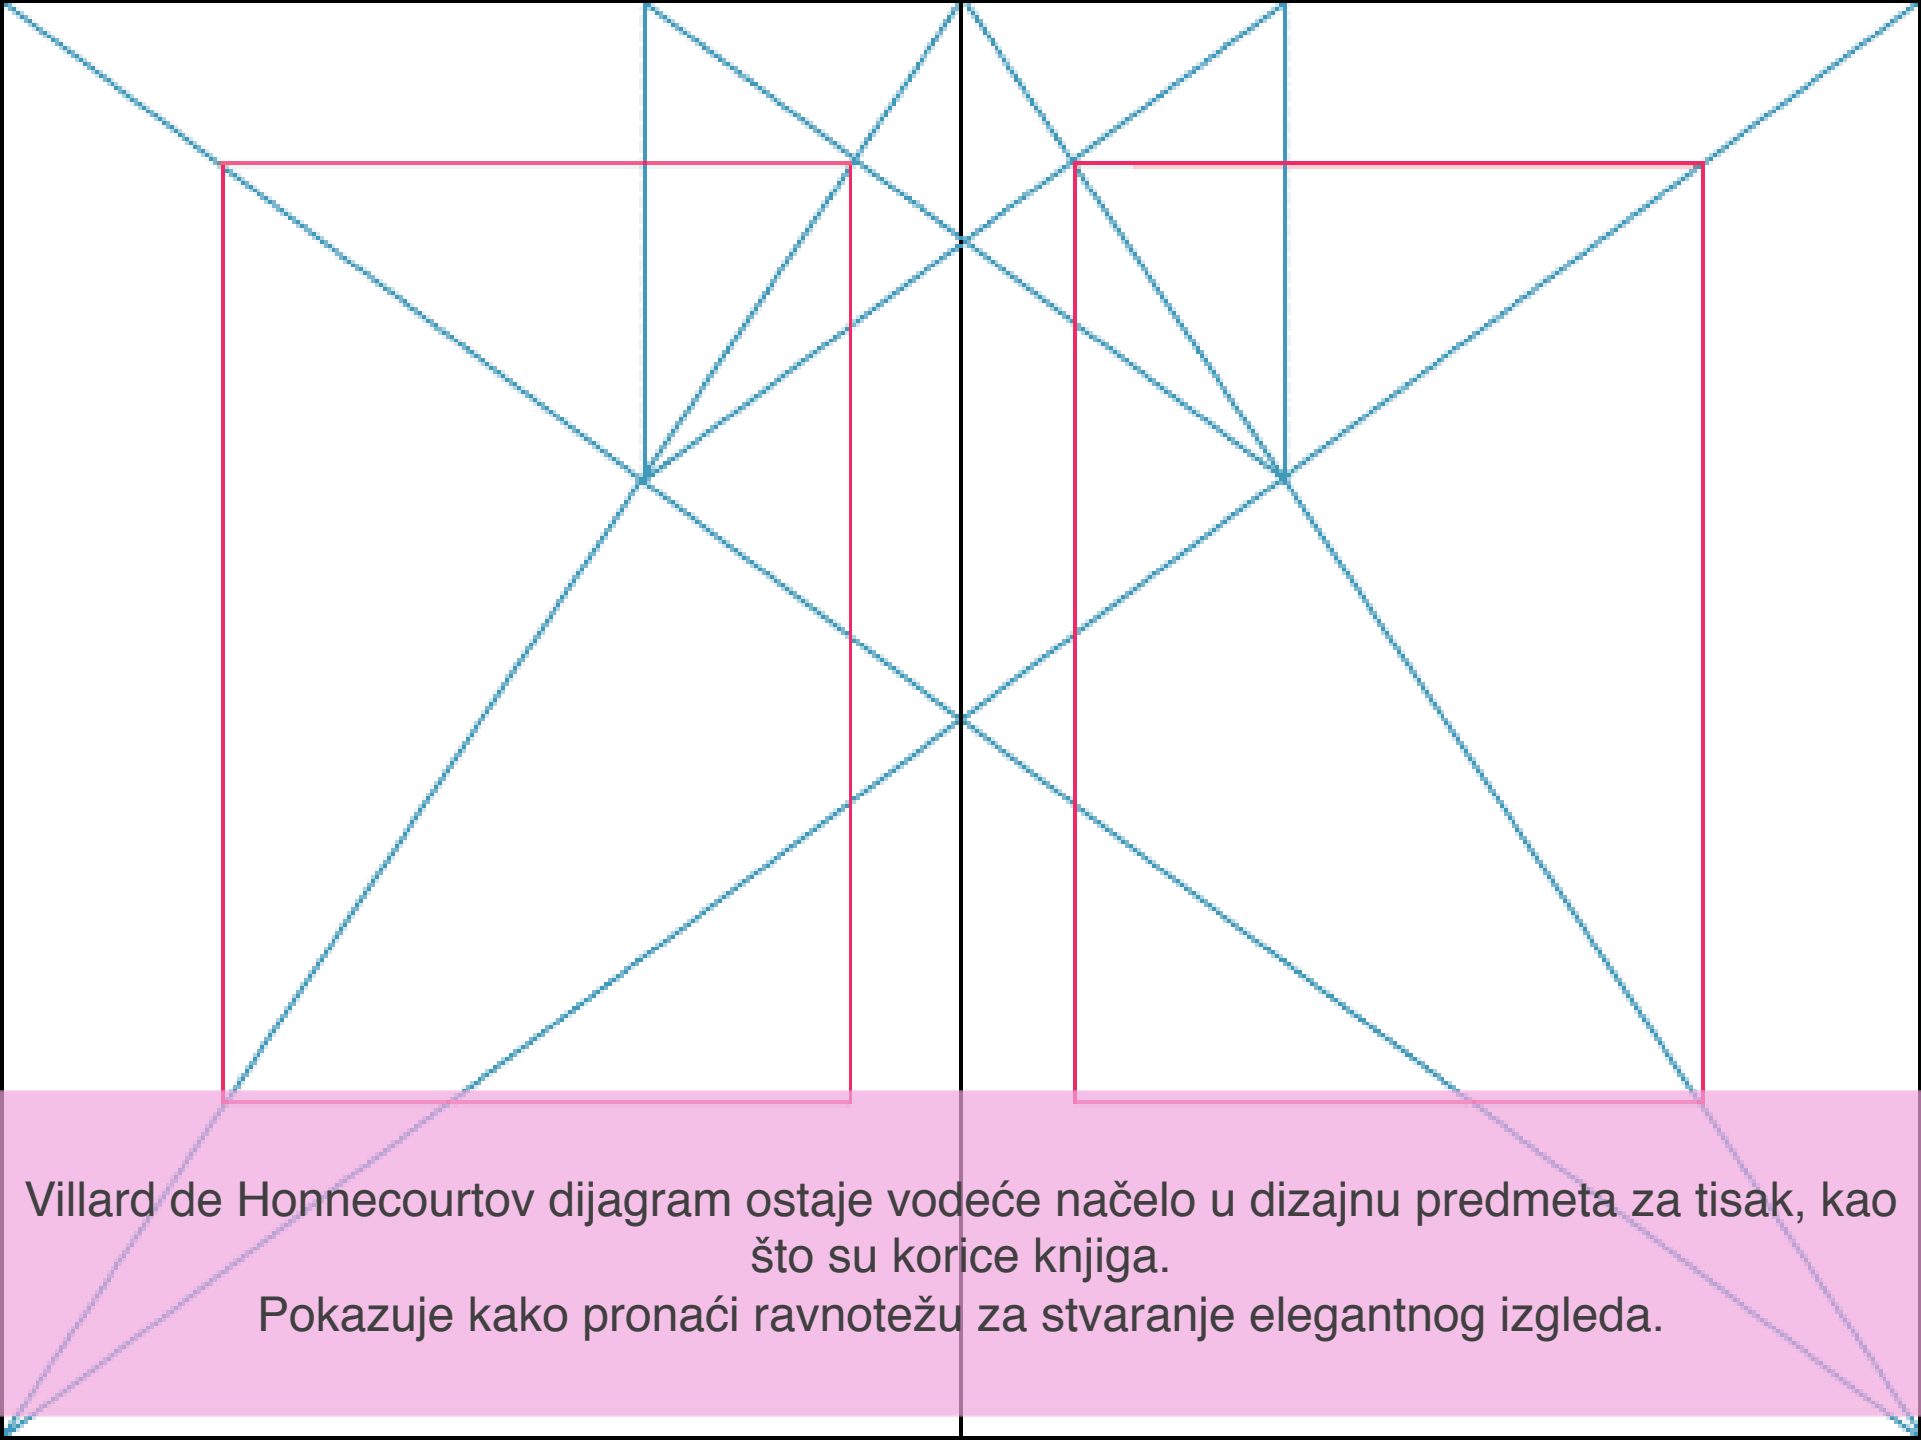 Villard de Honnecourtov dijagram ostaje vodeće načelo u dizajnu predmeta za tisak, kao
što su korice knjiga.
Pokazuje kako pronaći ravnotežu za stvaranje elegantnog izgleda.